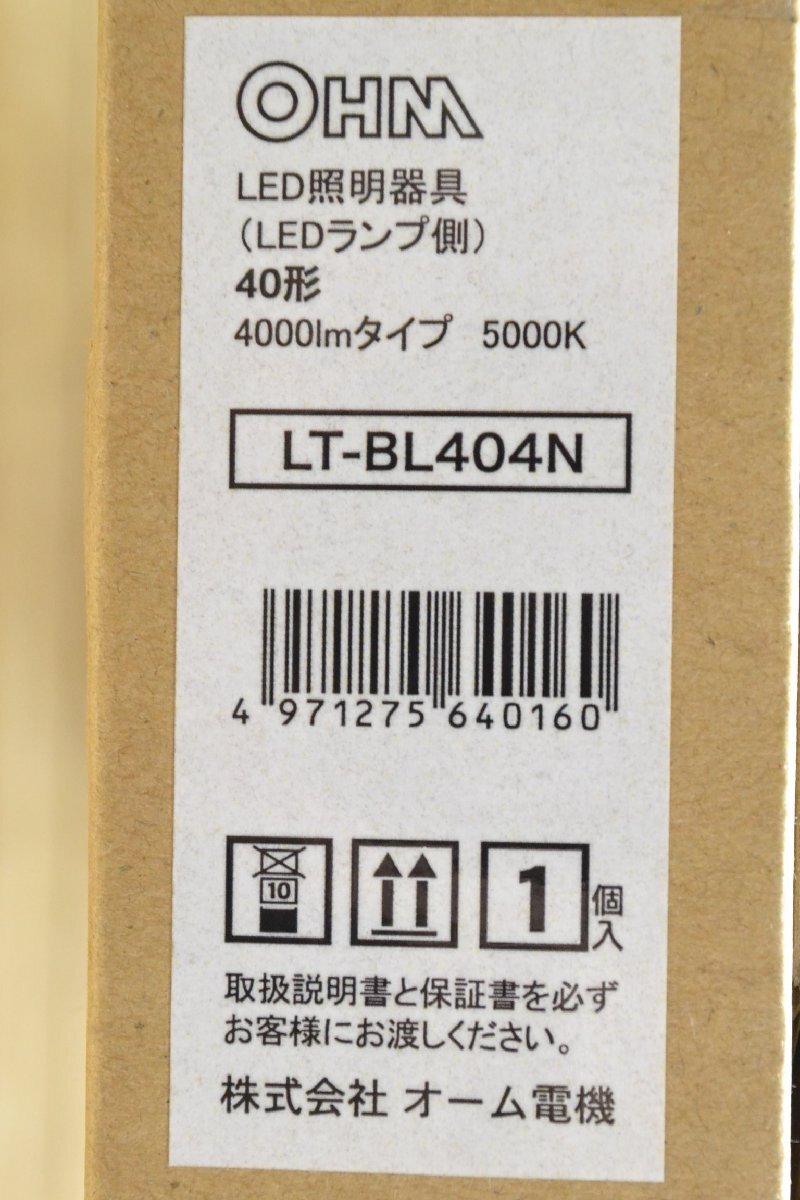 OHM
LED照明器具
（LEDランプ側）
40形
4000lmタイプ 5000K
LT-BL404N
4 971275 640160
10
1 個入
取扱説明書と保証書を必ず
お客様にお渡しください。
株式会社 オーム電機